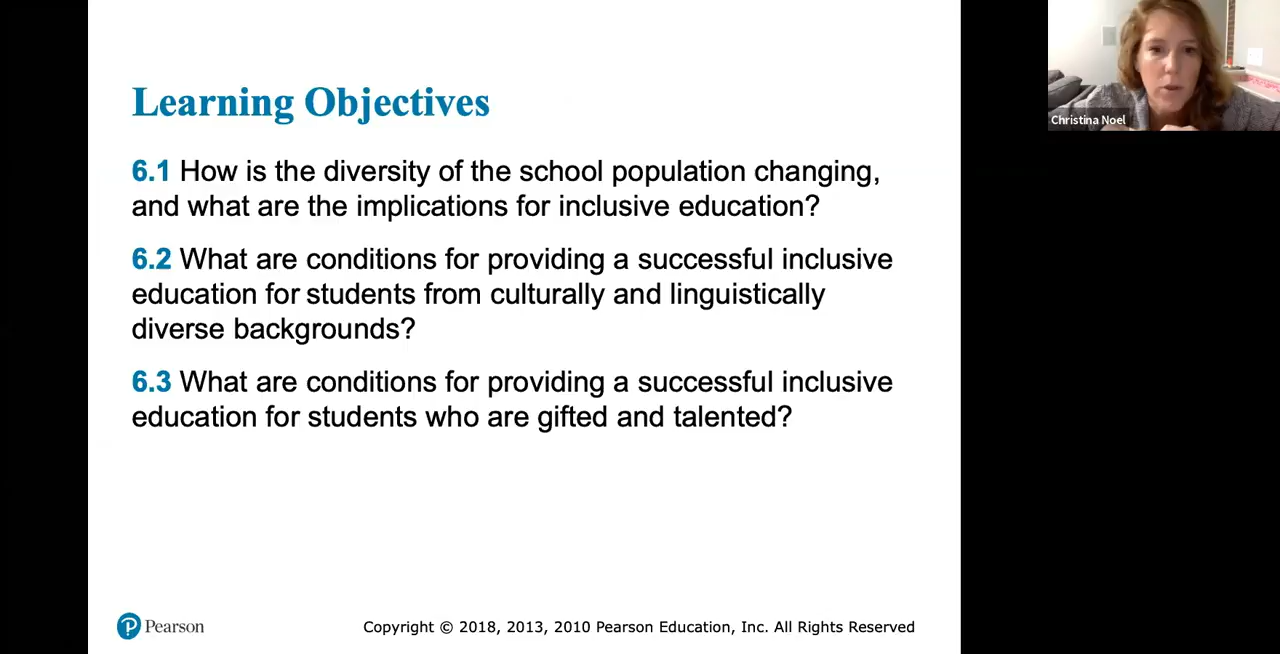 Learning Objectives
6.1 How is the diversity of the school population changing,
and what are the implications for inclusive education?
6.2 What are conditions for providing a successful inclusive
education for students from culturally and linguistically
diverse backgrounds?
6.3 What are conditions for providing a successful inclusive
education for students who are gifted and talented?
Pearson
Copyright © 2018, 2013, 2010 Pearson Education, Inc. All Rights Reserved
Christina Noel